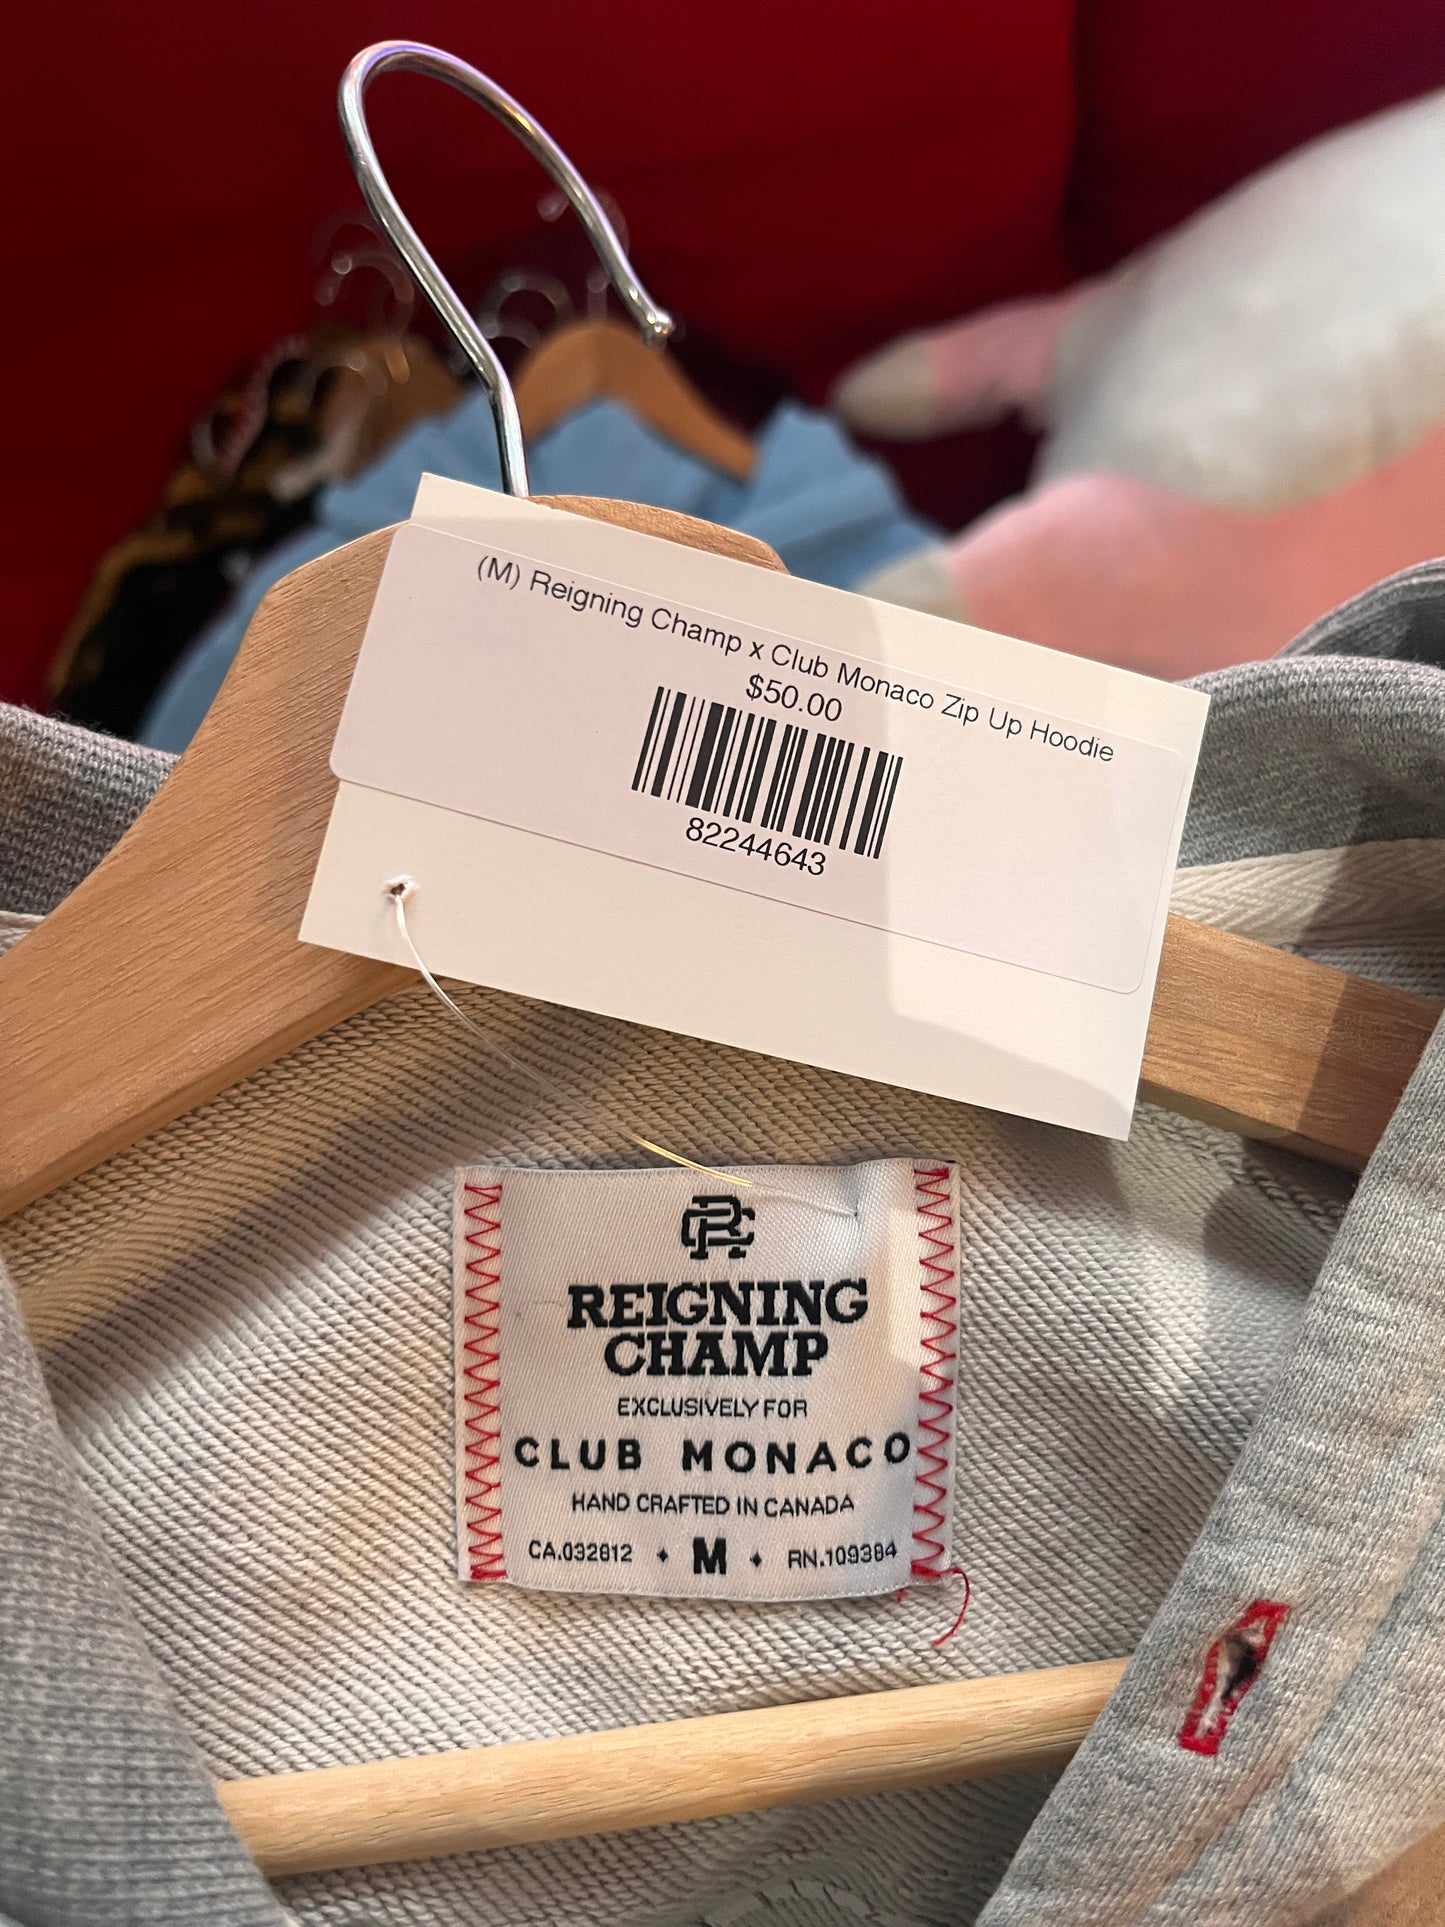 (M) Reigning Champ x Club Monaco Zip Up Hoodie
$50.00
82244643
RC
REIGNING
CHAMP
EXCLUSIVELY FOR
CLUB MONACO
HAND CRAFTED IN CANADA
CA.032612 ♦ M ♦ RN.109384